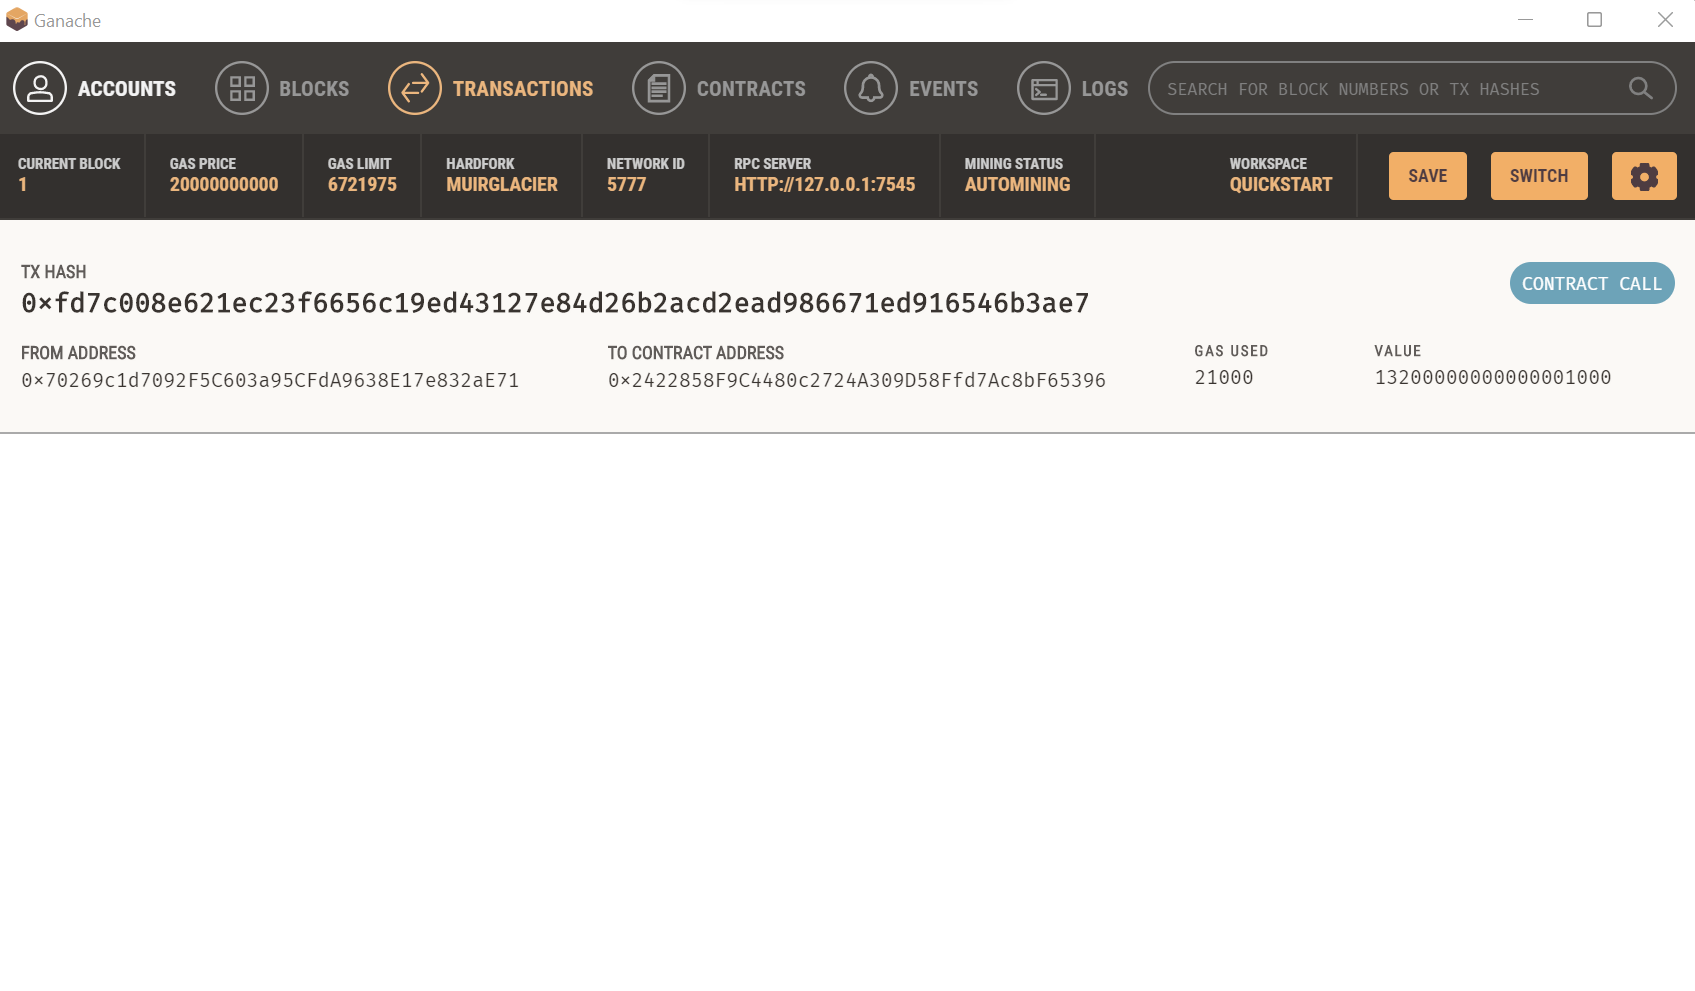 Ganache
ACCOUNTS BLOCKS TRANSACTIONS CONTRACTS EVENTS LOGS SEARCH FOR BLOCK NUMBERS OR TX HASHES
CURRENT BLOCK GAS PRICE GAS LIMIT HARDFORK NETWORK ID RPC SERVER MINING STATUS WORKSPACE
1 20000000000 6721975 MUIRGLACIER 5777 HTTP://127.0.0.1:7545 AUTOMINING QUICKSTART SAVE SWITCH
TX HASH
0×fd7c008e621ec23f6656c19ed43127e84d26b2acd2ead986671ed916546b3ae7 CONTRACT CALL
FROM ADDRESS TO CONTRACT ADDRESS GAS USED VALUE
0×70269c1d7092F5C603a95CFdA9638E17e832aE71 0×2422858F9C4480c2724A309D58Ffd7Ac8bF65396 21000 13200000000000001000